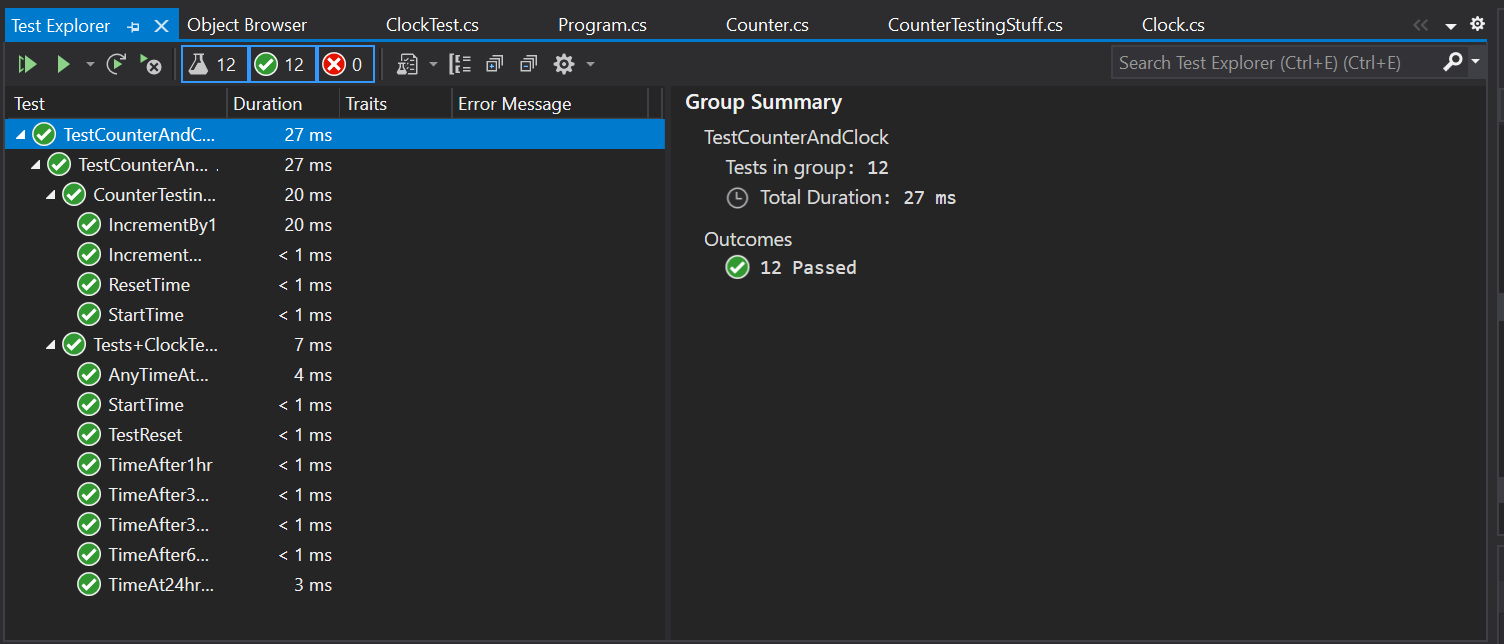 Test Explorer Object Browser ClockTest.cs Program.cs Counter.cs CounterTestingStuff.cs Clock.cs
12 12 0 Search Test Explorer (Ctrl+E) (Ctrl+E)
Test Duration Traits Error Message
TestCounterAndC... 27 ms
TestCounterAn... . 27 ms
CounterTestin... 20 ms
IncrementBy1 20 ms
Increment... < 1 ms
ResetTime < 1 ms
StartTime < 1 ms
Tests+ClockTe... 7 ms
AnyTimeAt... 4 ms
StartTime < 1 ms
TestReset < 1 ms
TimeAfter1hr < 1 ms
TimeAfter3... < 1 ms
TimeAfter3... < 1 ms
TimeAfter6... < 1 ms
TimeAt24hr... 3 ms
Group Summary
TestCounterAndClock
Tests in group: 12
Total Duration: 27 ms
Outcomes
12 Passed